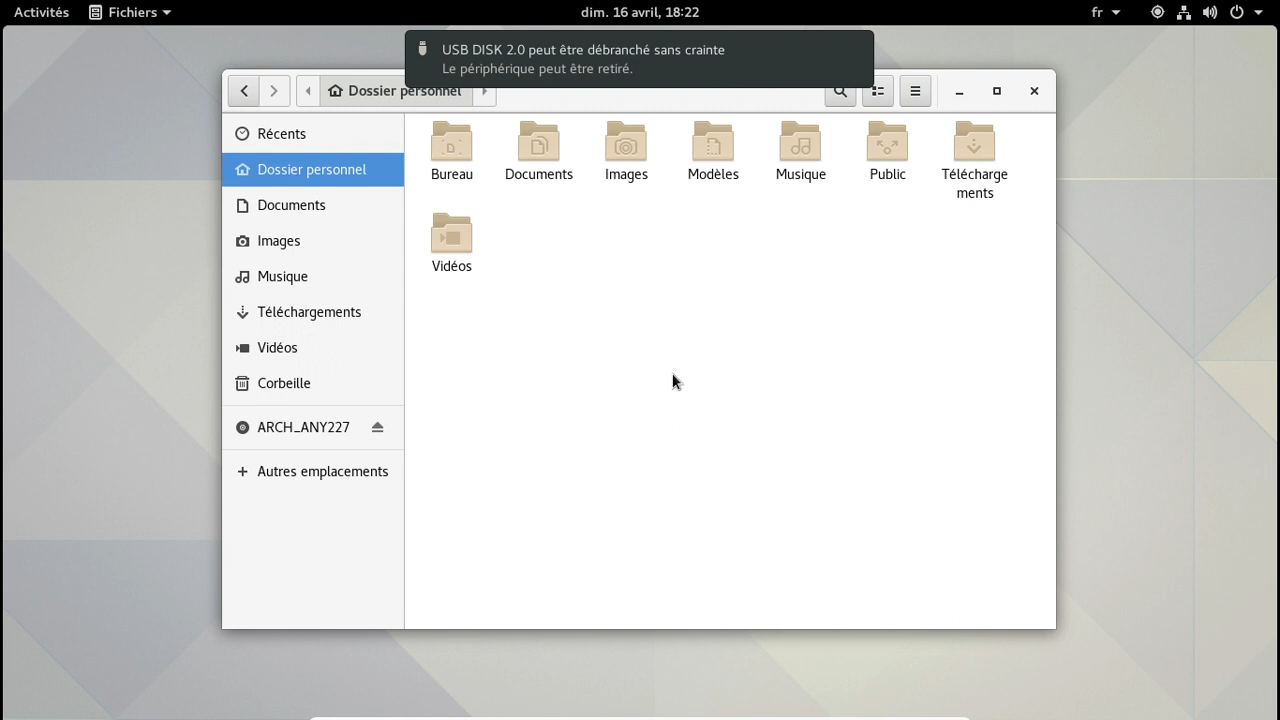 Activités
Fichiers
dim. 16 avril, 18:22
fr
USB DISK 2.0 peut être débranché sans crainte
Le périphérique peut être retiré.
Dossier personnel
Récents
Dossier personnel
Documents
Images
Musique
Téléchargements
Vidéos
Corbeille
ARCH_ANY227
Autres emplacements
Bureau
Documents
Images
Modèles
Musique
Public
Télécharge
ments
Vidéos